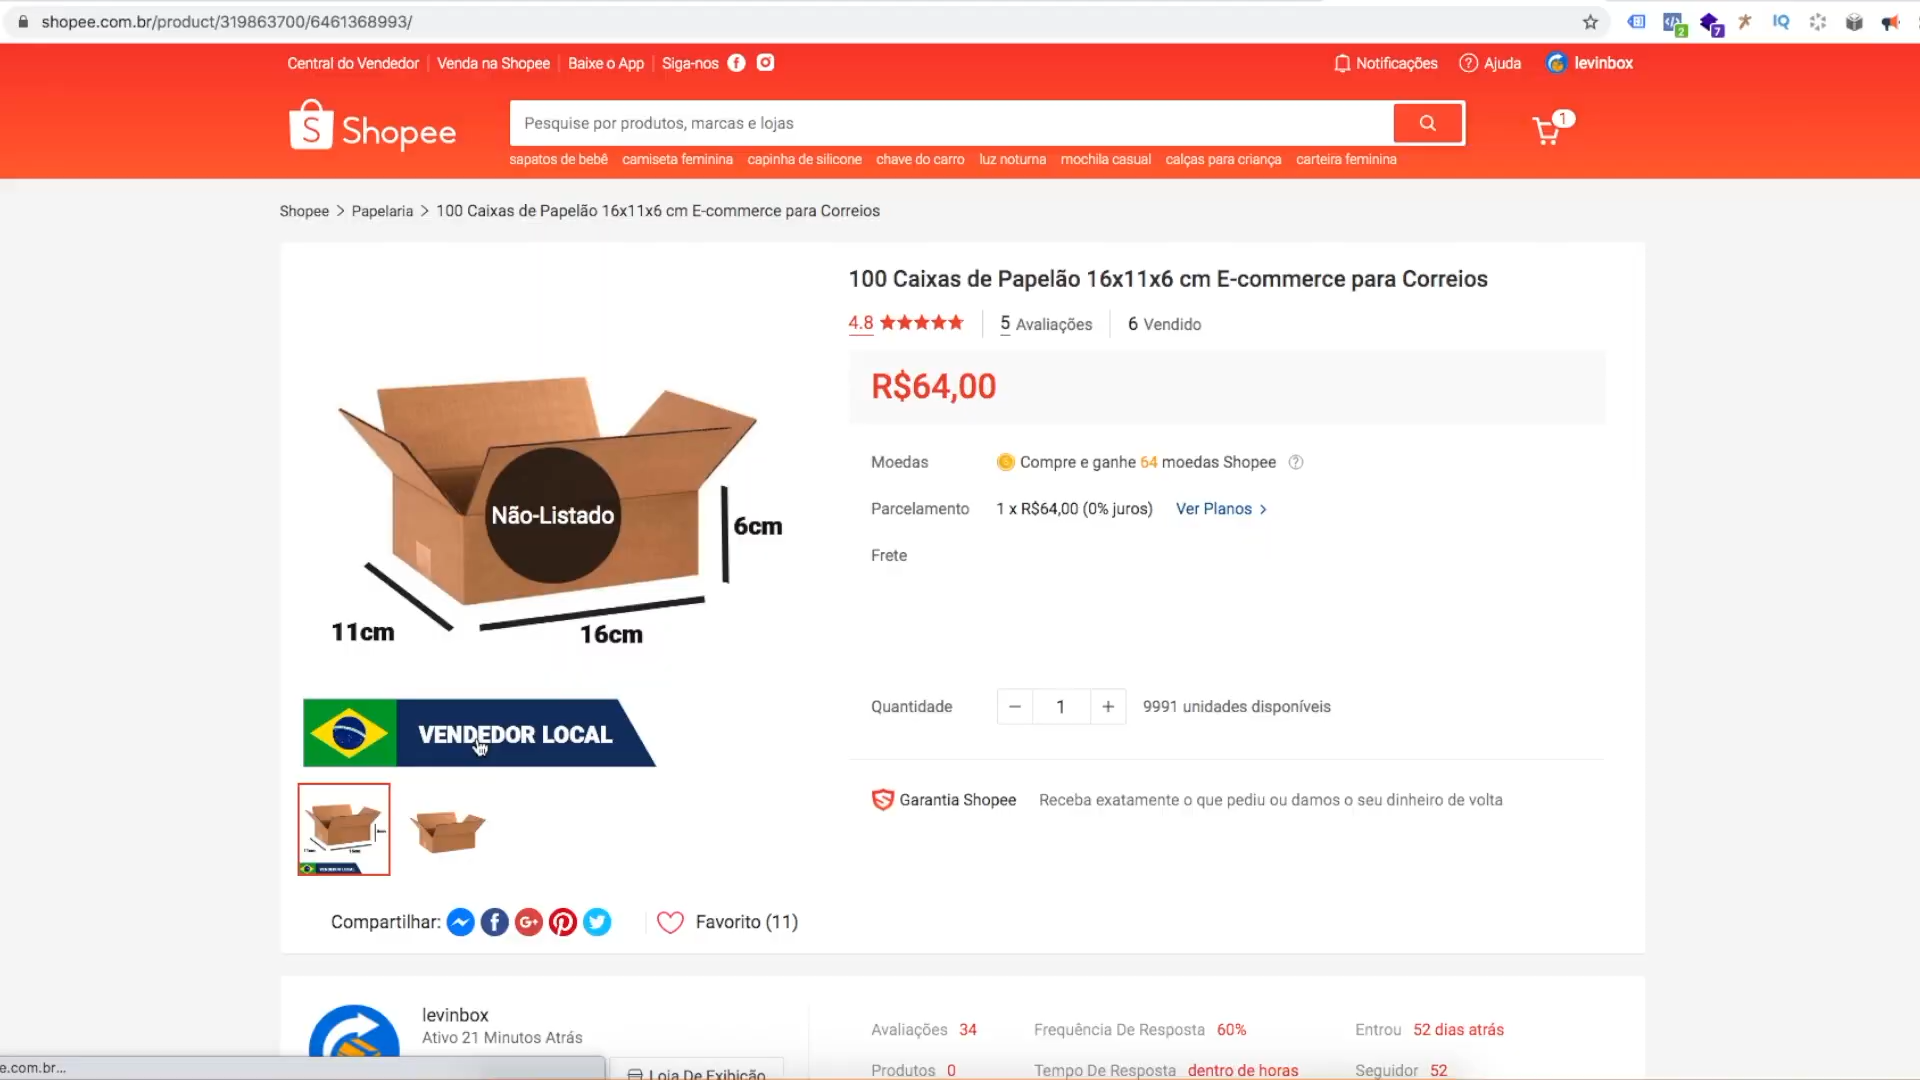 shopee.com.br/product/319863700/6461368993/
2
7
IQ
Central do Vendedor
Venda na Shopee
Baixe o App
Siga-nos
Notificações
Ajuda
levinbox
Shopee
Pesquise por produtos, marcas e lojas
1
sapatos de bebê camiseta feminina capinha de silicone chave do carro luz noturna mochila casual calças para criança carteira feminina
Shopee > Papelaria > 100 Caixas de Papelão 16x11x6 cm E-commerce para Correios
100 Caixas de Papelão 16x11x6 cm E-commerce para Correios
4.8
5 Avaliações
6 Vendido
R$64,00
Moedas
Compre e ganhe 64 moedas Shopee
Parcelamento
1 x R$64,00 (0% juros)
Ver Planos
Frete
Não-Listado
6cm
11cm
16cm
VENDEDOR LOCAL
Quantidade
1
9991 unidades disponíveis
Garantia Shopee
Receba exatamente o que pediu ou damos o seu dinheiro de volta
Compartilhar:
Favorito (11)
levinbox
Ativo 21 Minutos Atrás
Avaliações 34
Frequência De Resposta 60%
Entrou 52 dias atrás
e.com.br...
Loja De Exibição
Produtos 0
Tempo De Resposta dentro de horas
Seguidor 52